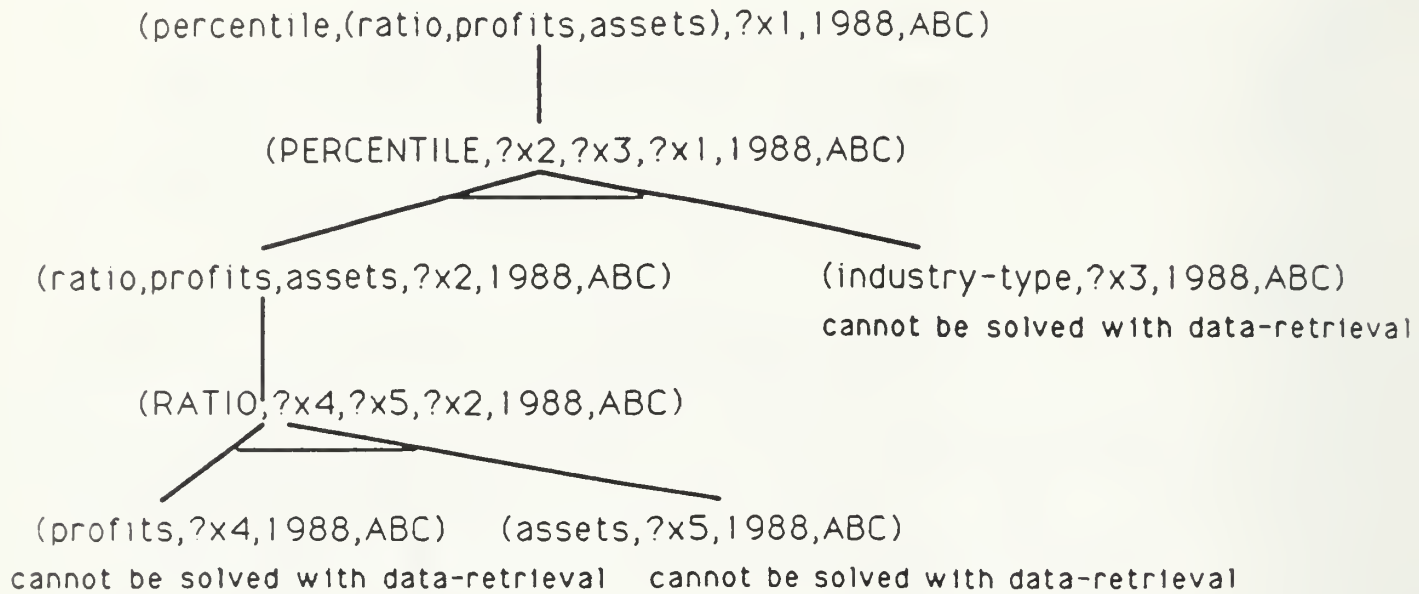 (percentile,(ratio,profits,assets),?x1,1988,ABC)
(PERCENTILE,?x2,?x3,?x1,1988,ABC)
(ratio,profits,assets,?x2,1988,ABC) (industry-type,?x3,1988,ABC)
cannot be solved with data-retrieval
(RATIO,?x4,?x5,?x2,1988,ABC)
(profits,?x4,1988,ABC) (assets,?x5,1988,ABC)
cannot be solved with data-retrieval cannot be solved with data-retrieval